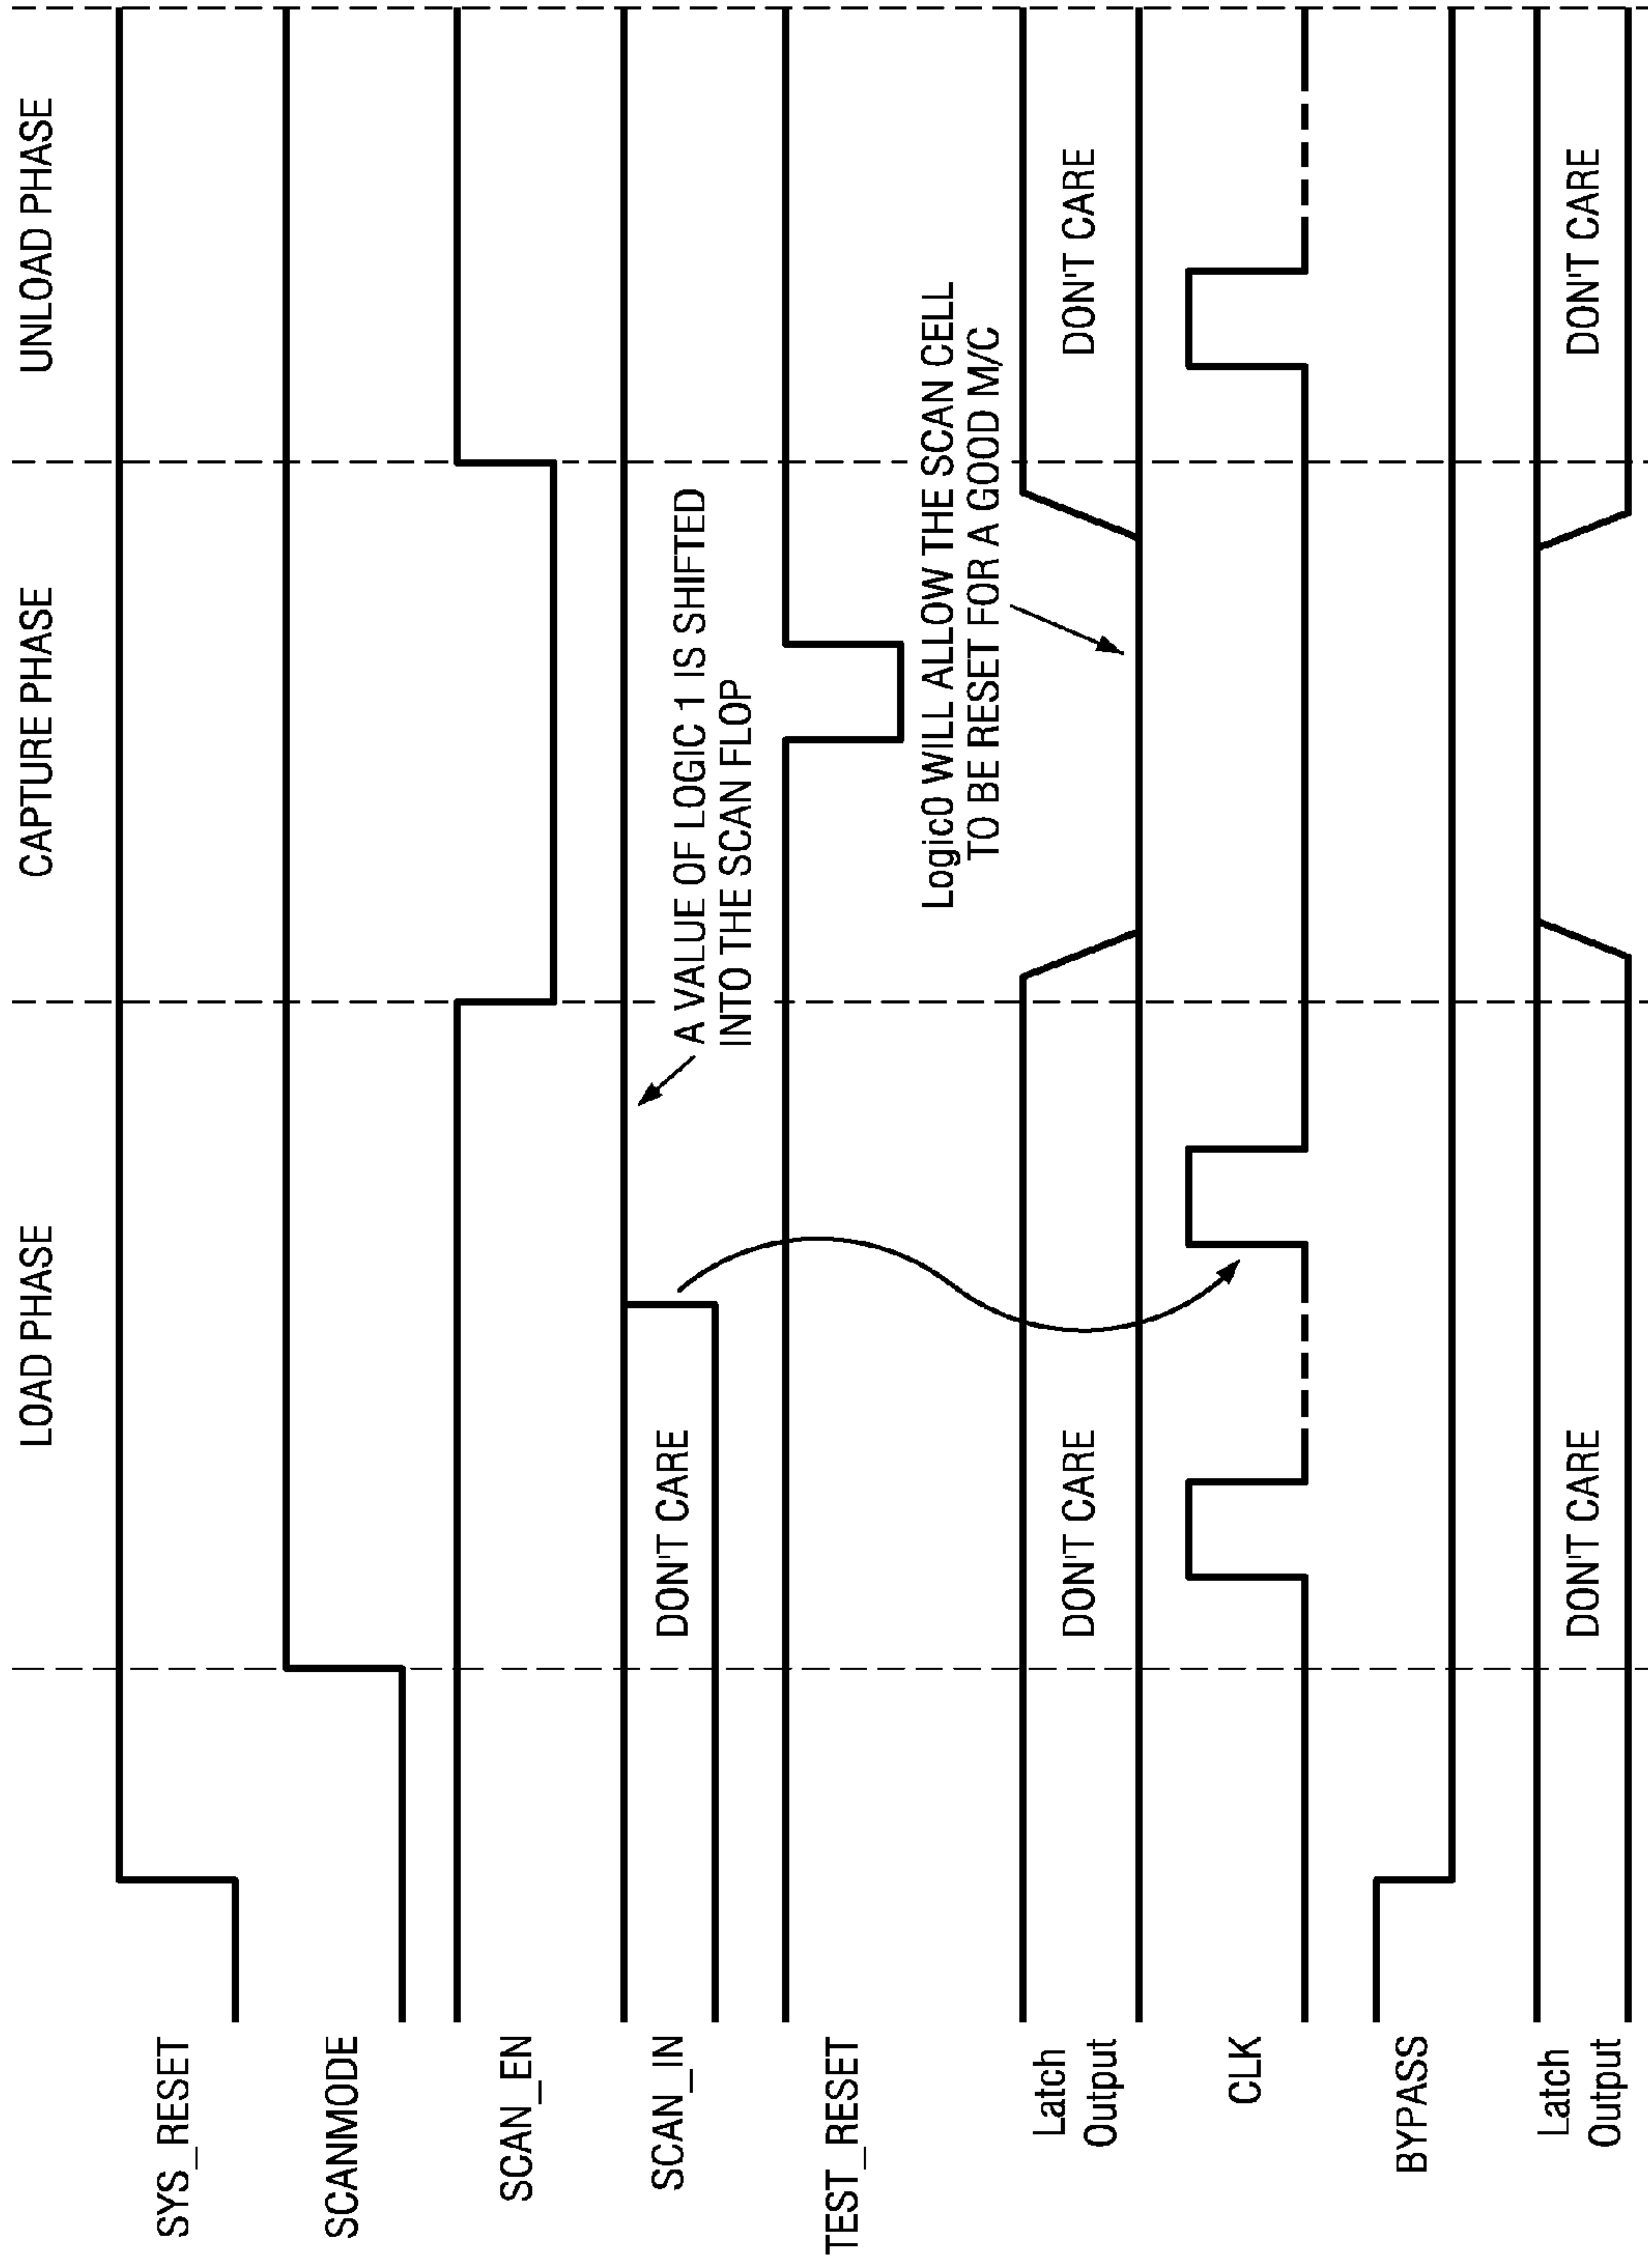 LOAD PHASE
CAPTURE PHASE
UNLOAD PHASE
SYS_RESET
SCANMODE
SCAN_EN
SCAN_IN
DON'T CARE
A VALUE OF LOGIC 1 IS SHIFTED
INTO THE SCAN FLOP
TEST_RESET
Logic0 WILL ALLOW THE SCAN CELL
TO BE RESET FOR A GOOD M/C
Latch
Output
DON'T CARE
DON'T CARE
CLK
BYPASS
Latch
Output
DON'T CARE
DON'T CARE